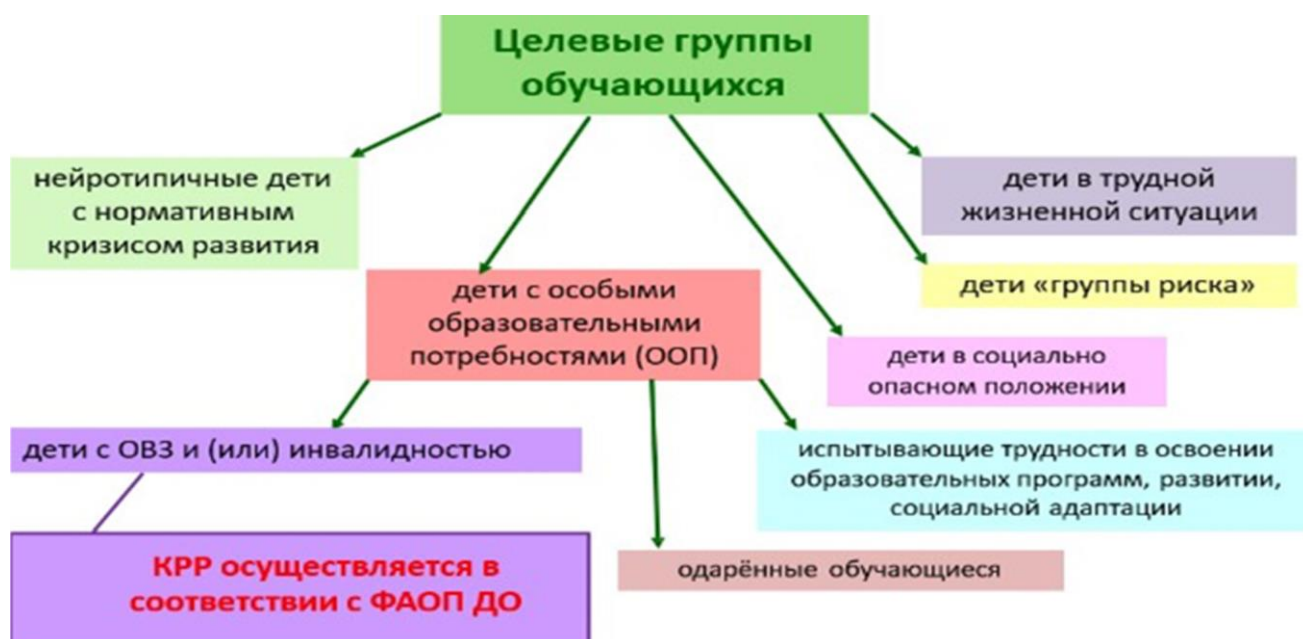 Целевые группы
обучающихся
нейротипичные дети
с нормативным
кризисом развития
дети в трудной
жизненной ситуации
дети «группы риска»
дети с особыми
образовательными
потребностями (ООП)
дети в социально
опасном положении
дети с ОВЗ и (или) инвалидностью
испытывающие трудности в освоении
образовательных программ, развитии,
социальной адаптации
КРР осуществляется в
соответствии с ФАОП ДО
одарённые обучающиеся